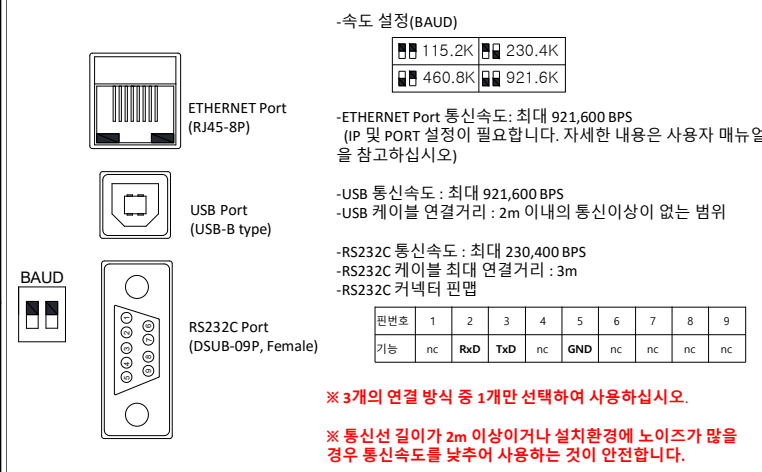 -속도 설정(BAUD)
115.2K 230.4K
460.8K 921.6K
ETHERNET Port
(RJ45-8P)
-ETHERNET Port 통신속도: 최대 921,600 BPS
(IP 및 PORT 설정이 필요합니다. 자세한 내용은 사용자 매뉴얼
을 참고하십시오)
USB Port
(USB-B type)
-USB 통신속도 : 최대 921,600 BPS
-USB 케이블 연결거리 : 2m 이내의 통신이상이 없는 범위
BAUD
1
2
3
4
5
6
7
8
9
RS232C Port
(DSUB-09P, Female)
-RS232C 통신속도 : 최대 230,400 BPS
-RS232C 케이블 최대 연결거리 : 3m
-RS232C 커넥터 핀맵
핀번호 1 2 3 4 5 6 7 8 9
기능 nc RxD TxD nc GND nc nc nc nc
※ 3개의 연결 방식 중 1개만 선택하여 사용하십시오.
※ 통신선 길이가 2m 이상이거나 설치환경에 노이즈가 많을
경우 통신속도를 낮추어 사용하는 것이 안전합니다.